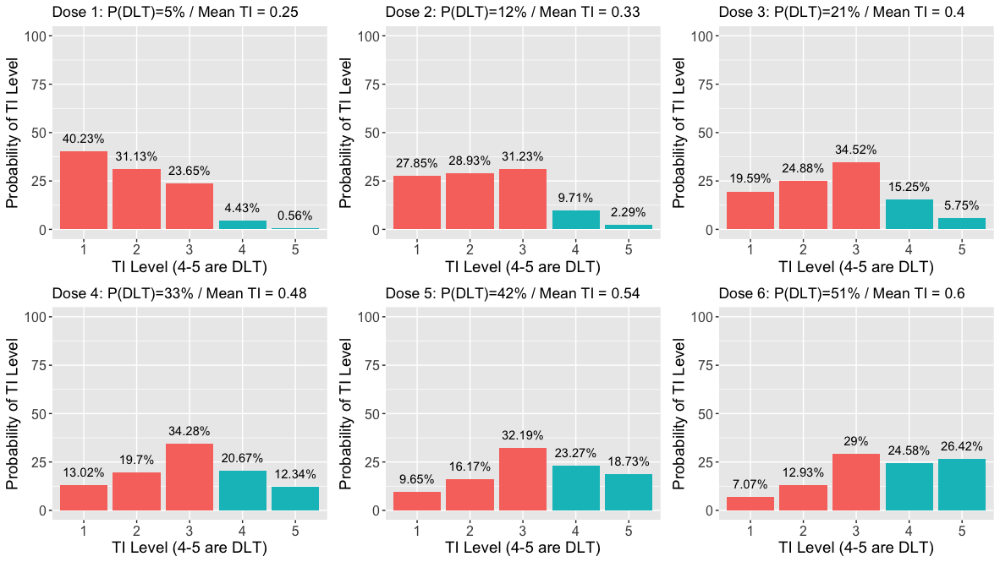 Dose 1: P(DLT)=5% / Mean TI = 0.25
Probability of TI Level
100
75
50
25
0
40.23%
31.13%
23.65%
4.43%
0.56%
1 2 3 4 5
TI Level (4-5 are DLT)
Dose 2: P(DLT)=12% / Mean TI = 0.33
Probability of TI Level
100
75
50
25
0
27.85%
28.93%
31.23%
9.71%
2.29%
1 2 3 4 5
TI Level (4-5 are DLT)
Dose 3: P(DLT)=21% / Mean TI = 0.4
Probability of TI Level
100
75
50
25
0
19.59%
24.88%
34.52%
15.25%
5.75%
1 2 3 4 5
TI Level (4-5 are DLT)
Dose 4: P(DLT)=33% / Mean TI = 0.48
Probability of TI Level
100
75
50
25
0
13.02%
19.7%
34.28%
20.67%
12.34%
1 2 3 4 5
TI Level (4-5 are DLT)
Dose 5: P(DLT)=42% / Mean TI = 0.54
Probability of TI Level
100
75
50
25
0
9.65%
16.17%
32.19%
23.27%
18.73%
1 2 3 4 5
TI Level (4-5 are DLT)
Dose 6: P(DLT)=51% / Mean TI = 0.6
Probability of TI Level
100
75
50
25
0
7.07%
12.93%
29%
24.58%
26.42%
1 2 3 4 5
TI Level (4-5 are DLT)